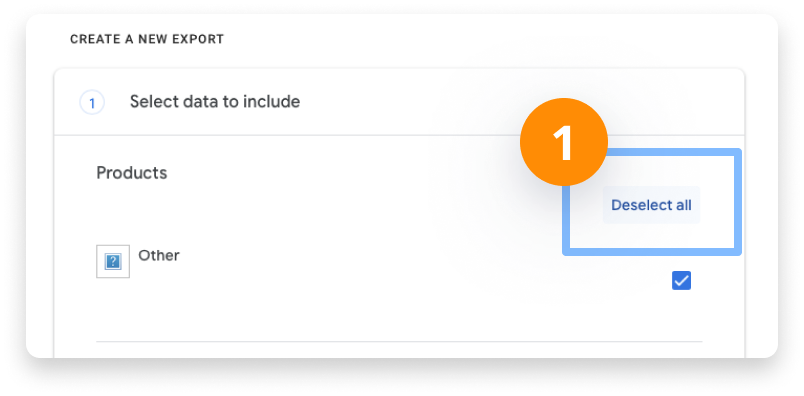 CREATE A NEW EXPORT
1 Select data to include
1
Products
Deselect all
? Other